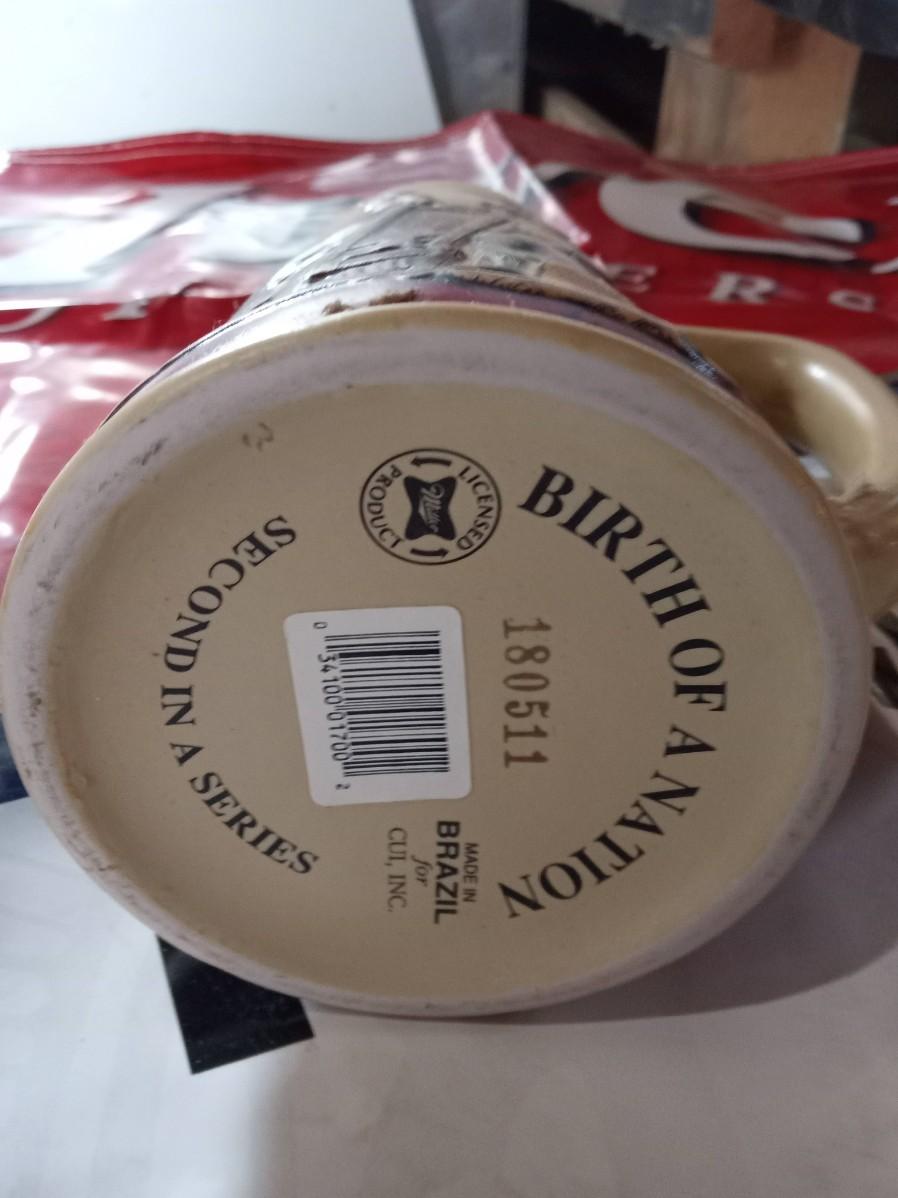 BIRTH OF A NATION
LICENSED
PRODUCT
Miller
180511
0 34100 01700 2
MADE IN
BRAZIL
for
CUI, INC.
SECOND IN A SERIES